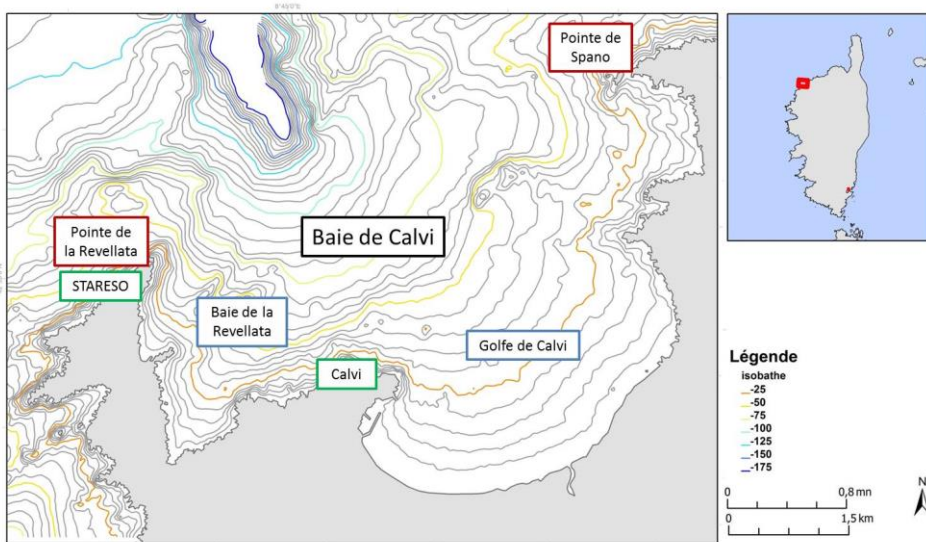 Pointe de
Spano
Pointe de
la Revellata
STARESO
Baie de Calvi
Baie de la
Revellata
Golfe de Calvi
Calvi
Légende
isobathe
-25
-50
-75
-100
-125
-150
-175
0 0,8 mn
0 1,5 km
N